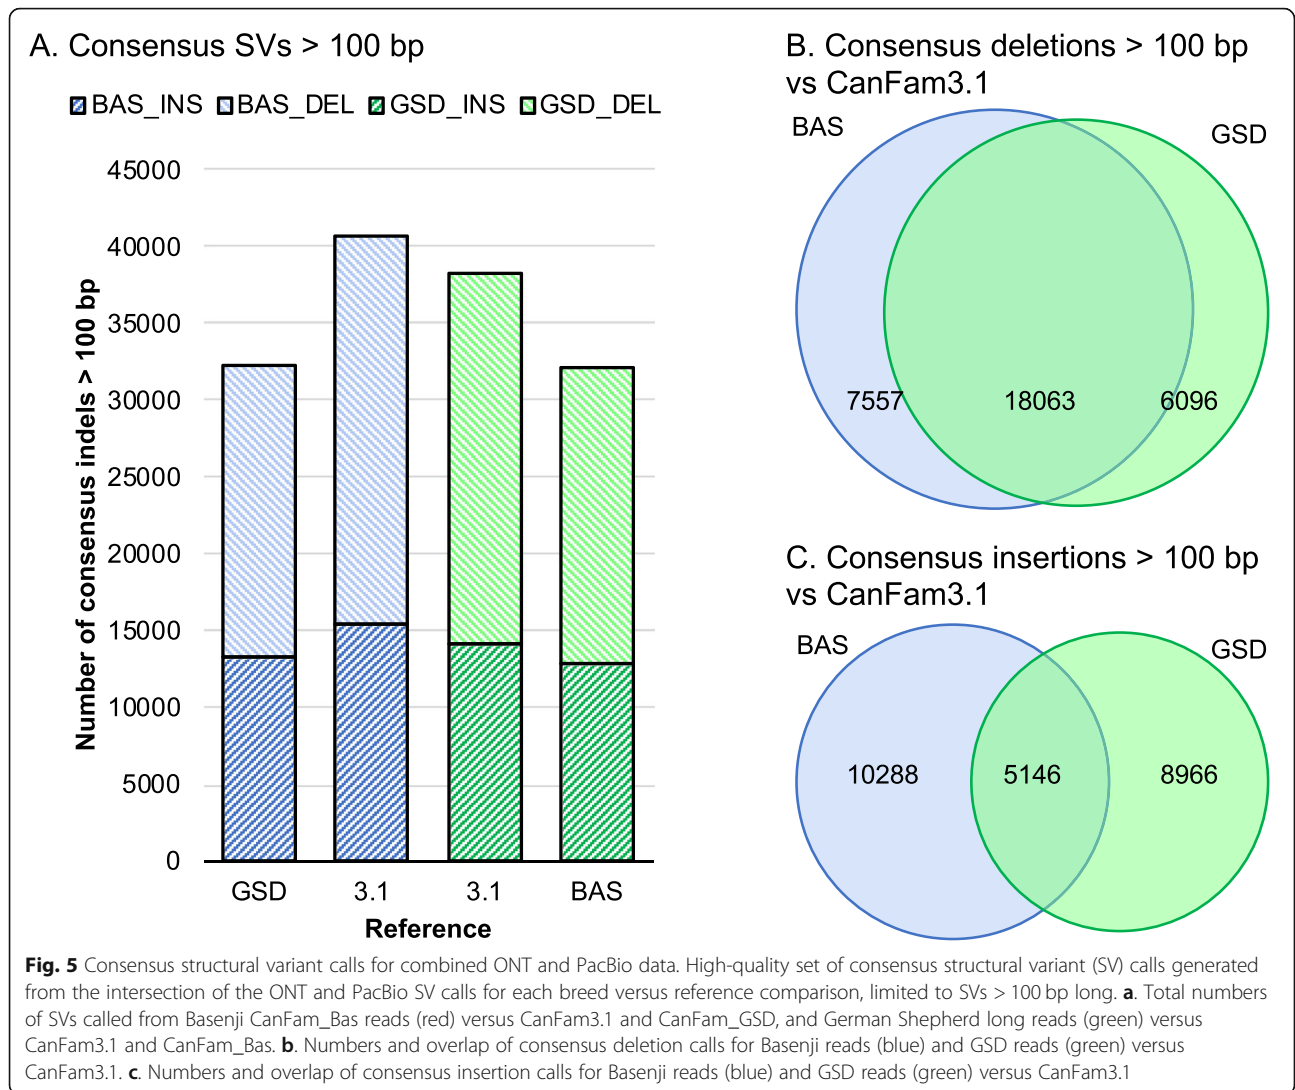 A. Consensus SVs > 100 bp
BAS_INS BAS_DEL GSD_INS GSD_DEL
45000
40000
35000
30000
25000
20000
15000
10000
5000
0
Number of consensus indels > 100 bp
GSD 3.1 3.1 BAS
Reference
B. Consensus deletions > 100 bp
vs CanFam3.1
BAS
GSD
7557 18063 6096
C. Consensus insertions > 100 bp
vs CanFam3.1
BAS
GSD
10288 5146 8966
Fig. 5 Consensus structural variant calls for combined ONT and PacBio data. High-quality set of consensus structural variant (SV) calls generated
from the intersection of the ONT and PacBio SV calls for each breed versus reference comparison, limited to SVs > 100 bp long. a. Total numbers
of SVs called from Basenji CanFam_Bas reads (red) versus CanFam3.1 and CanFam_GSD, and German Shepherd long reads (green) versus
CanFam3.1 and CanFam_Bas. b. Numbers and overlap of consensus deletion calls for Basenji reads (blue) and GSD reads (green) versus
CanFam3.1. c. Numbers and overlap of consensus insertion calls for Basenji reads (blue) and GSD reads (green) versus CanFam3.1